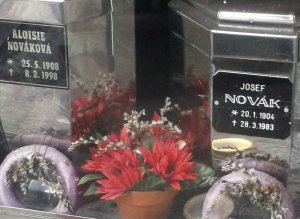 ALOISIE
NOVÁKOVÁ
* 25.5.1908
✝ 8.2.1998
JOSEF
NOVÁK
* 20.1.1904
✝ 28.3.1983